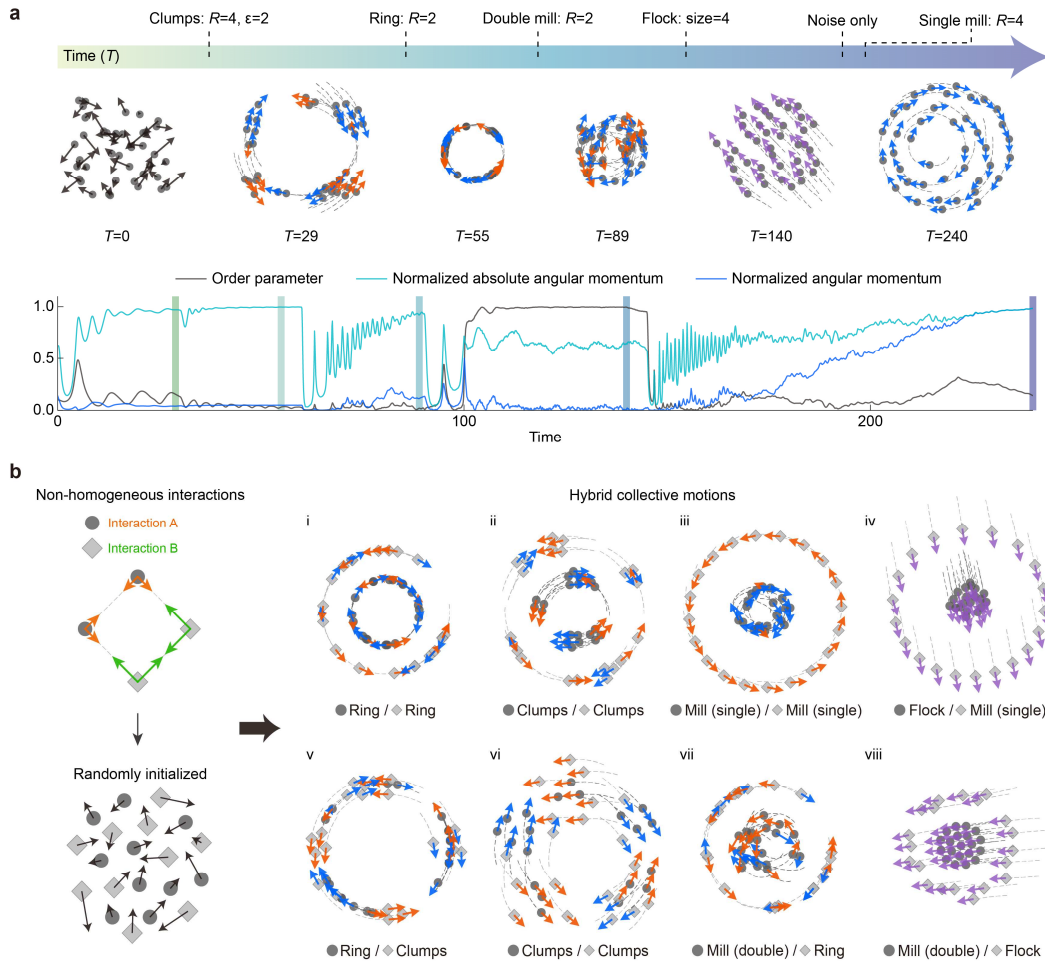 a
Clumps: R=4, ε=2
Ring: R=2
Double mill: R=2
Flock: size=4
Noise only
Single mill: R=4
Time (T)
T=0
T=29
T=55
T=89
T=140
T=240
Order parameter
Normalized absolute angular momentum
Normalized angular momentum
1.0
0.5
0.0
0
100
200
Time
b
Non-homogeneous interactions
Hybrid collective motions
Interaction A
Interaction B
Randomly initialized
i
ii
iii
iv
Ring / Ring
Clumps / Clumps
Mill (single) / Mill (single)
Flock / Mill (single)
v
vi
vii
viii
Ring / Clumps
Clumps / Clumps
Mill (double) / Ring
Mill (double) / Flock